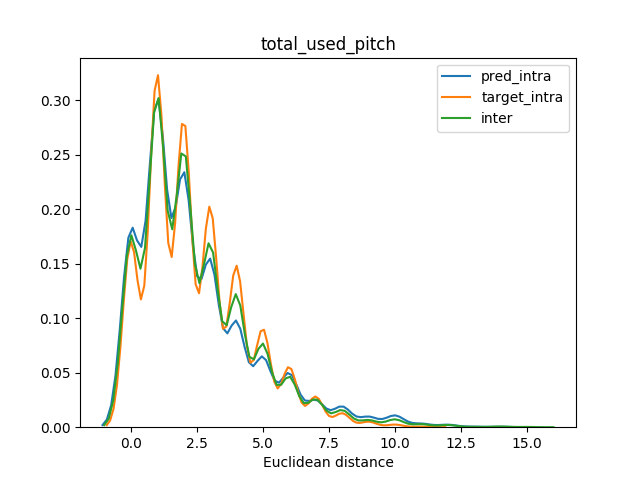 total_used_pitch
pred_intra
target_intra
inter
0.30
0.25
0.20
0.15
0.10
0.05
0.00
0.0 2.5 5.0 7.5 10.0 12.5 15.0
Euclidean distance